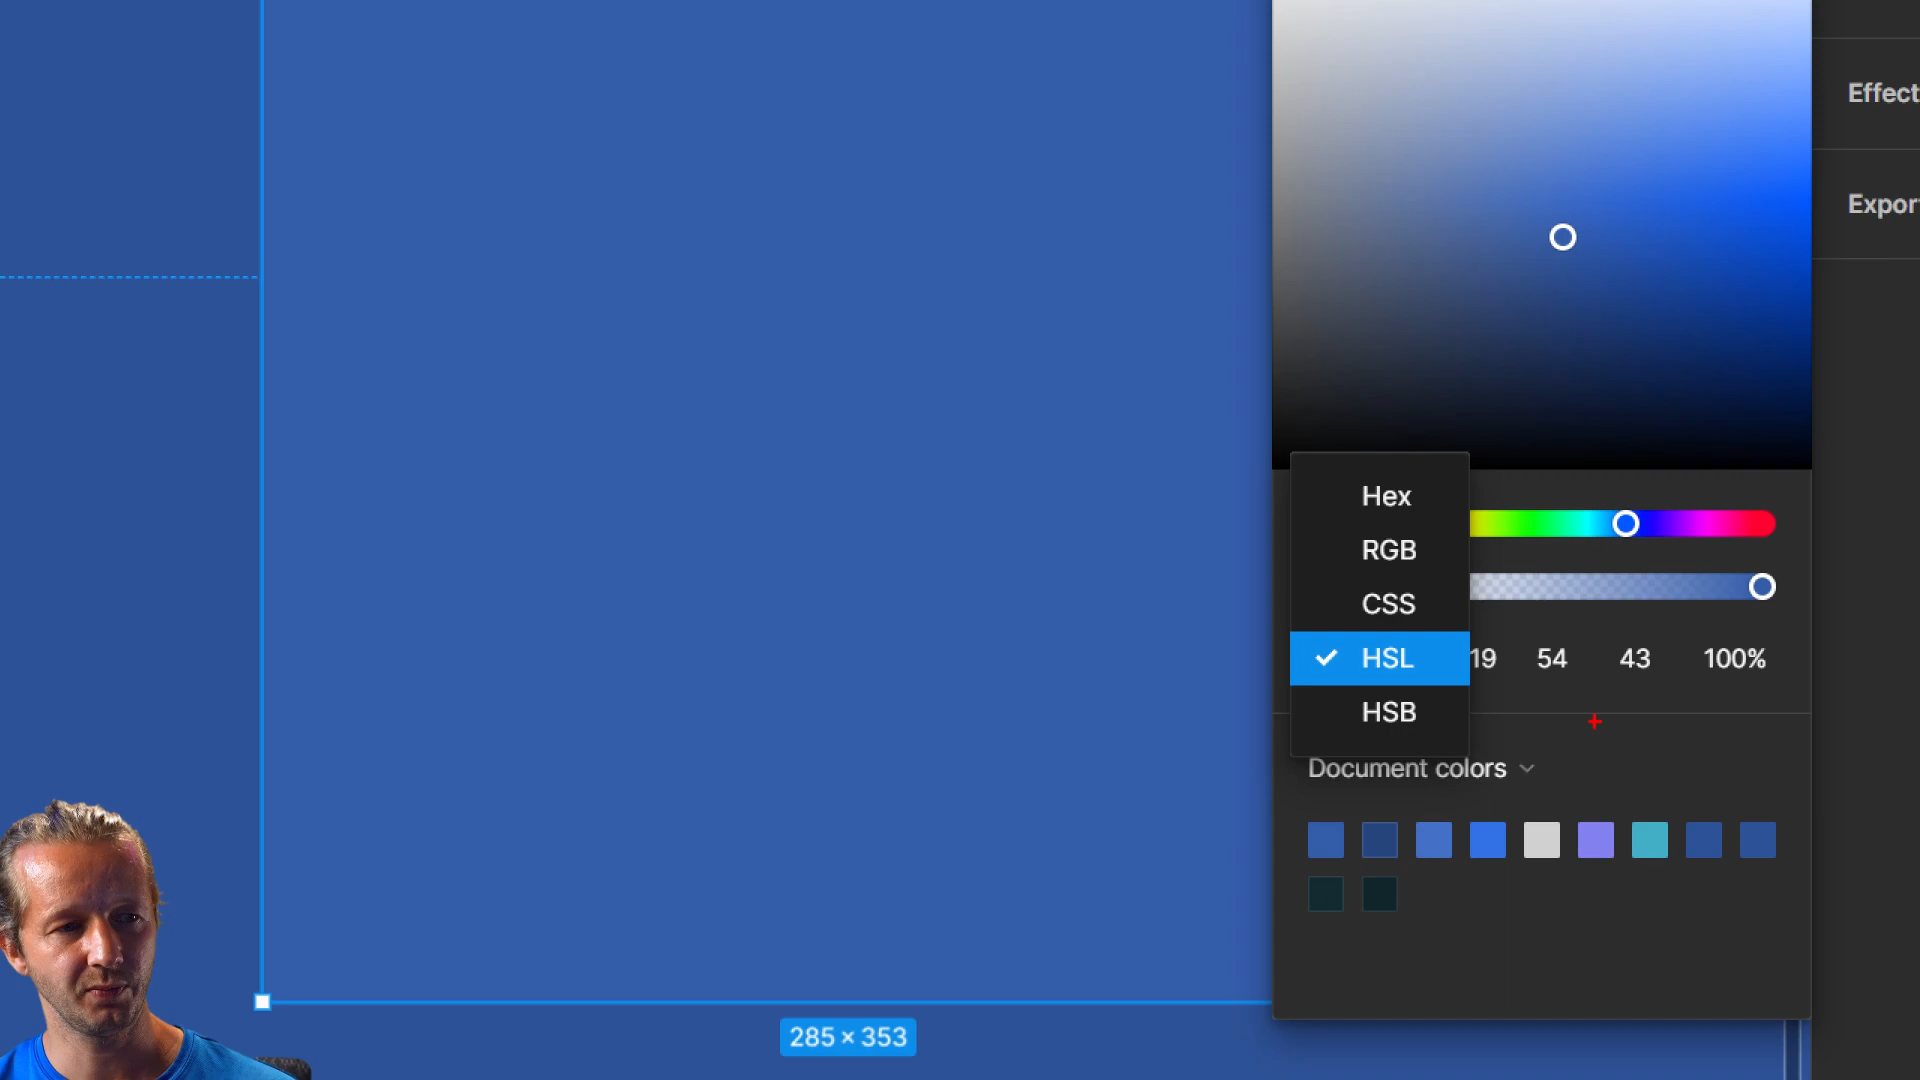 Effect
Expor
Hex
RGB
CSS
HSL 19 54 43 100%
HSB
Document colors
285 × 353